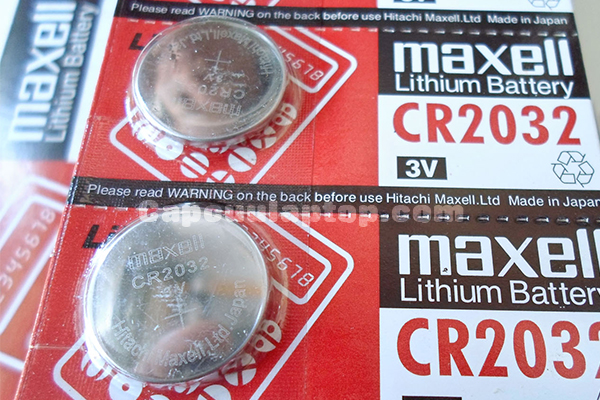 Please read WARNING on the back before use Hitachi Maxell.Ltd Made in Japan
maxell
Lithium Battery
maxell
Lithium Battery
CR2032
3V
Please read WARNING on the back before use Hitachi Maxell.Ltd Made in Japan
Capcuulaptop.com
maxell
CR2032
Hitachi Maxell,Ltd.Japan
maxell
Lithium Battery
CR2032